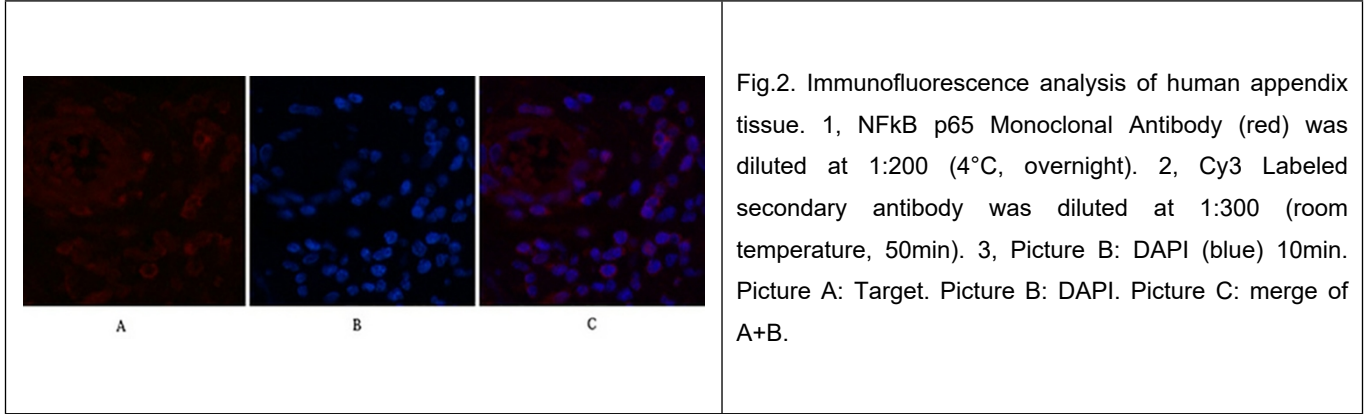 A
B
C
Fig.2. Immunofluorescence analysis of human appendix
tissue. 1, NFkB p65 Monoclonal Antibody (red) was
diluted at 1:200 (4°C, overnight). 2, Cy3 Labeled
secondary antibody was diluted at 1:300 (room
temperature, 50min). 3, Picture B: DAPI (blue) 10min.
Picture A: Target. Picture B: DAPI. Picture C: merge of
A+B.